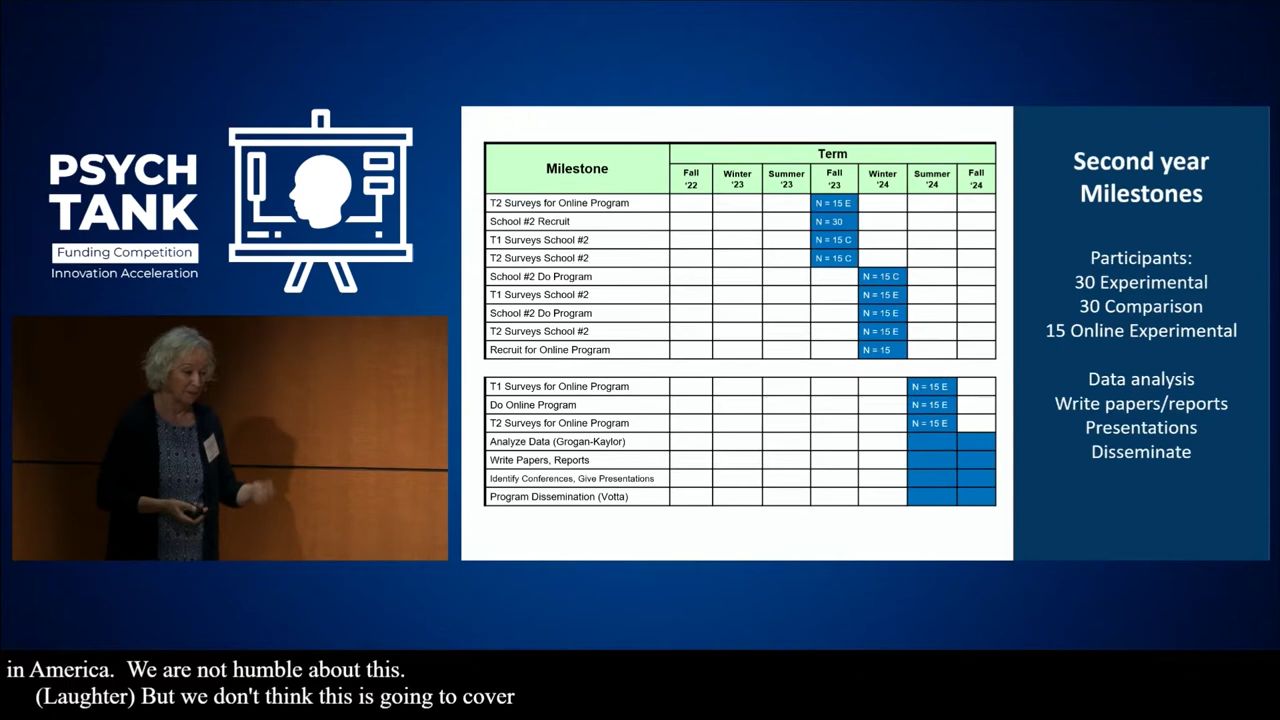 PSYCH
TANK
Funding Competition
Innovation Acceleration
Milestone
Term
Fall '22 Winter '23 Summer '23 Fall '23 Winter '24 Summer '24 Fall '24
T2 Surveys for Online Program N = 15 E
School #2 Recruit N = 30
T1 Surveys School #2 N = 15 C
T2 Surveys School #2 N = 15 C
School #2 Do Program N = 15 C
T1 Surveys School #2 N = 15 E
School #2 Do Program N = 15 E
T2 Surveys School #2 N = 15 E
Recruit for Online Program N = 15
T1 Surveys for Online Program N = 15 E
Do Online Program N = 15 E
T2 Surveys for Online Program N = 15 E
Analyze Data (Grogan-Kaylor)
Write Papers, Reports
Identify Conferences, Give Presentations
Program Dissemination (Votta)
Second year
Milestones
Participants:
30 Experimental
30 Comparison
15 Online Experimental
Data analysis
Write papers/reports
Presentations
Disseminate
in America. We are not humble about this.
(Laughter) But we don't think this is going to cover